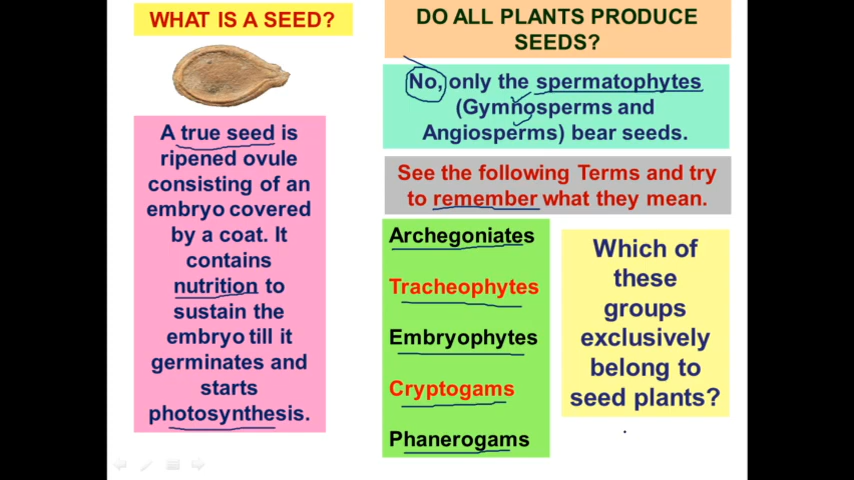 WHAT IS A SEED?
A true seed is
ripened ovule
consisting of an
embryo covered
by a coat. It
contains
nutrition to
sustain the
embryo till it
germinates and
starts
photosynthesis.
DO ALL PLANTS PRODUCE
SEEDS?
No, only the spermatophytes
(Gymnosperms and
Angiosperms) bear seeds.
See the following Terms and try
to remember what they mean.
Archegoniates
Tracheophytes
Embryophytes
Cryptogams
Phanerogams
Which of
these
groups
exclusively
belong to
seed plants?